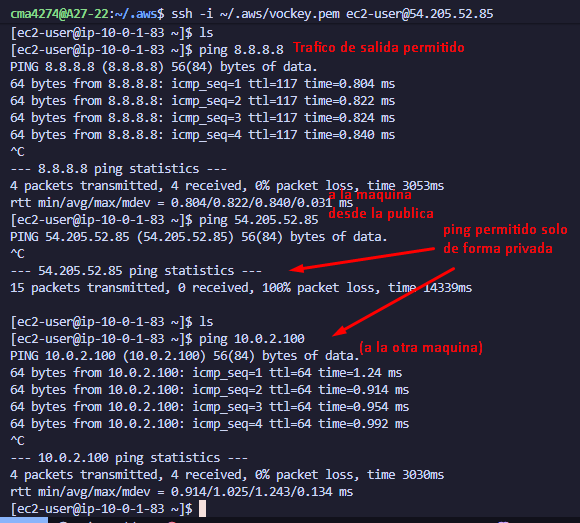 cma4274@A27-22:~/.aws$ ssh -i ~/.aws/vockey.pem ec2-user@54.205.52.85
[ec2-user@ip-10-0-1-83 ~]$ ls
[ec2-user@ip-10-0-1-83 ~]$ ping 8.8.8.8 Trafico de salida permitido
PING 8.8.8.8 (8.8.8.8) 56(84) bytes of data.
64 bytes from 8.8.8.8: icmp_seq=1 ttl=117 time=0.804 ms
64 bytes from 8.8.8.8: icmp_seq=2 ttl=117 time=0.822 ms
64 bytes from 8.8.8.8: icmp_seq=3 ttl=117 time=0.824 ms
64 bytes from 8.8.8.8: icmp_seq=4 ttl=117 time=0.840 ms
^C
--- 8.8.8.8 ping statistics ---
4 packets transmitted, 4 received, 0% packet loss, time 3053ms
rtt min/avg/max/mdev = 0.804/0.822/0.840/0.031 ms
a la maquina
desde la publica
[ec2-user@ip-10-0-1-83 ~]$ ping 54.205.52.85
PING 54.205.52.85 (54.205.52.85) 56(84) bytes of data.
ping permitido solo
de forma privada
^C
--- 54.205.52.85 ping statistics ---
15 packets transmitted, 0 received, 100% packet loss, time 14339ms
[ec2-user@ip-10-0-1-83 ~]$ ls
[ec2-user@ip-10-0-1-83 ~]$ ping 10.0.2.100
(a la otra maquina)
PING 10.0.2.100 (10.0.2.100) 56(84) bytes of data.
64 bytes from 10.0.2.100: icmp_seq=1 ttl=64 time=1.24 ms
64 bytes from 10.0.2.100: icmp_seq=2 ttl=64 time=0.914 ms
64 bytes from 10.0.2.100: icmp_seq=3 ttl=64 time=0.954 ms
64 bytes from 10.0.2.100: icmp_seq=4 ttl=64 time=0.992 ms
^C
--- 10.0.2.100 ping statistics ---
4 packets transmitted, 4 received, 0% packet loss, time 3030ms
rtt min/avg/max/mdev = 0.914/1.025/1.243/0.134 ms
[ec2-user@ip-10-0-1-83 ~]$